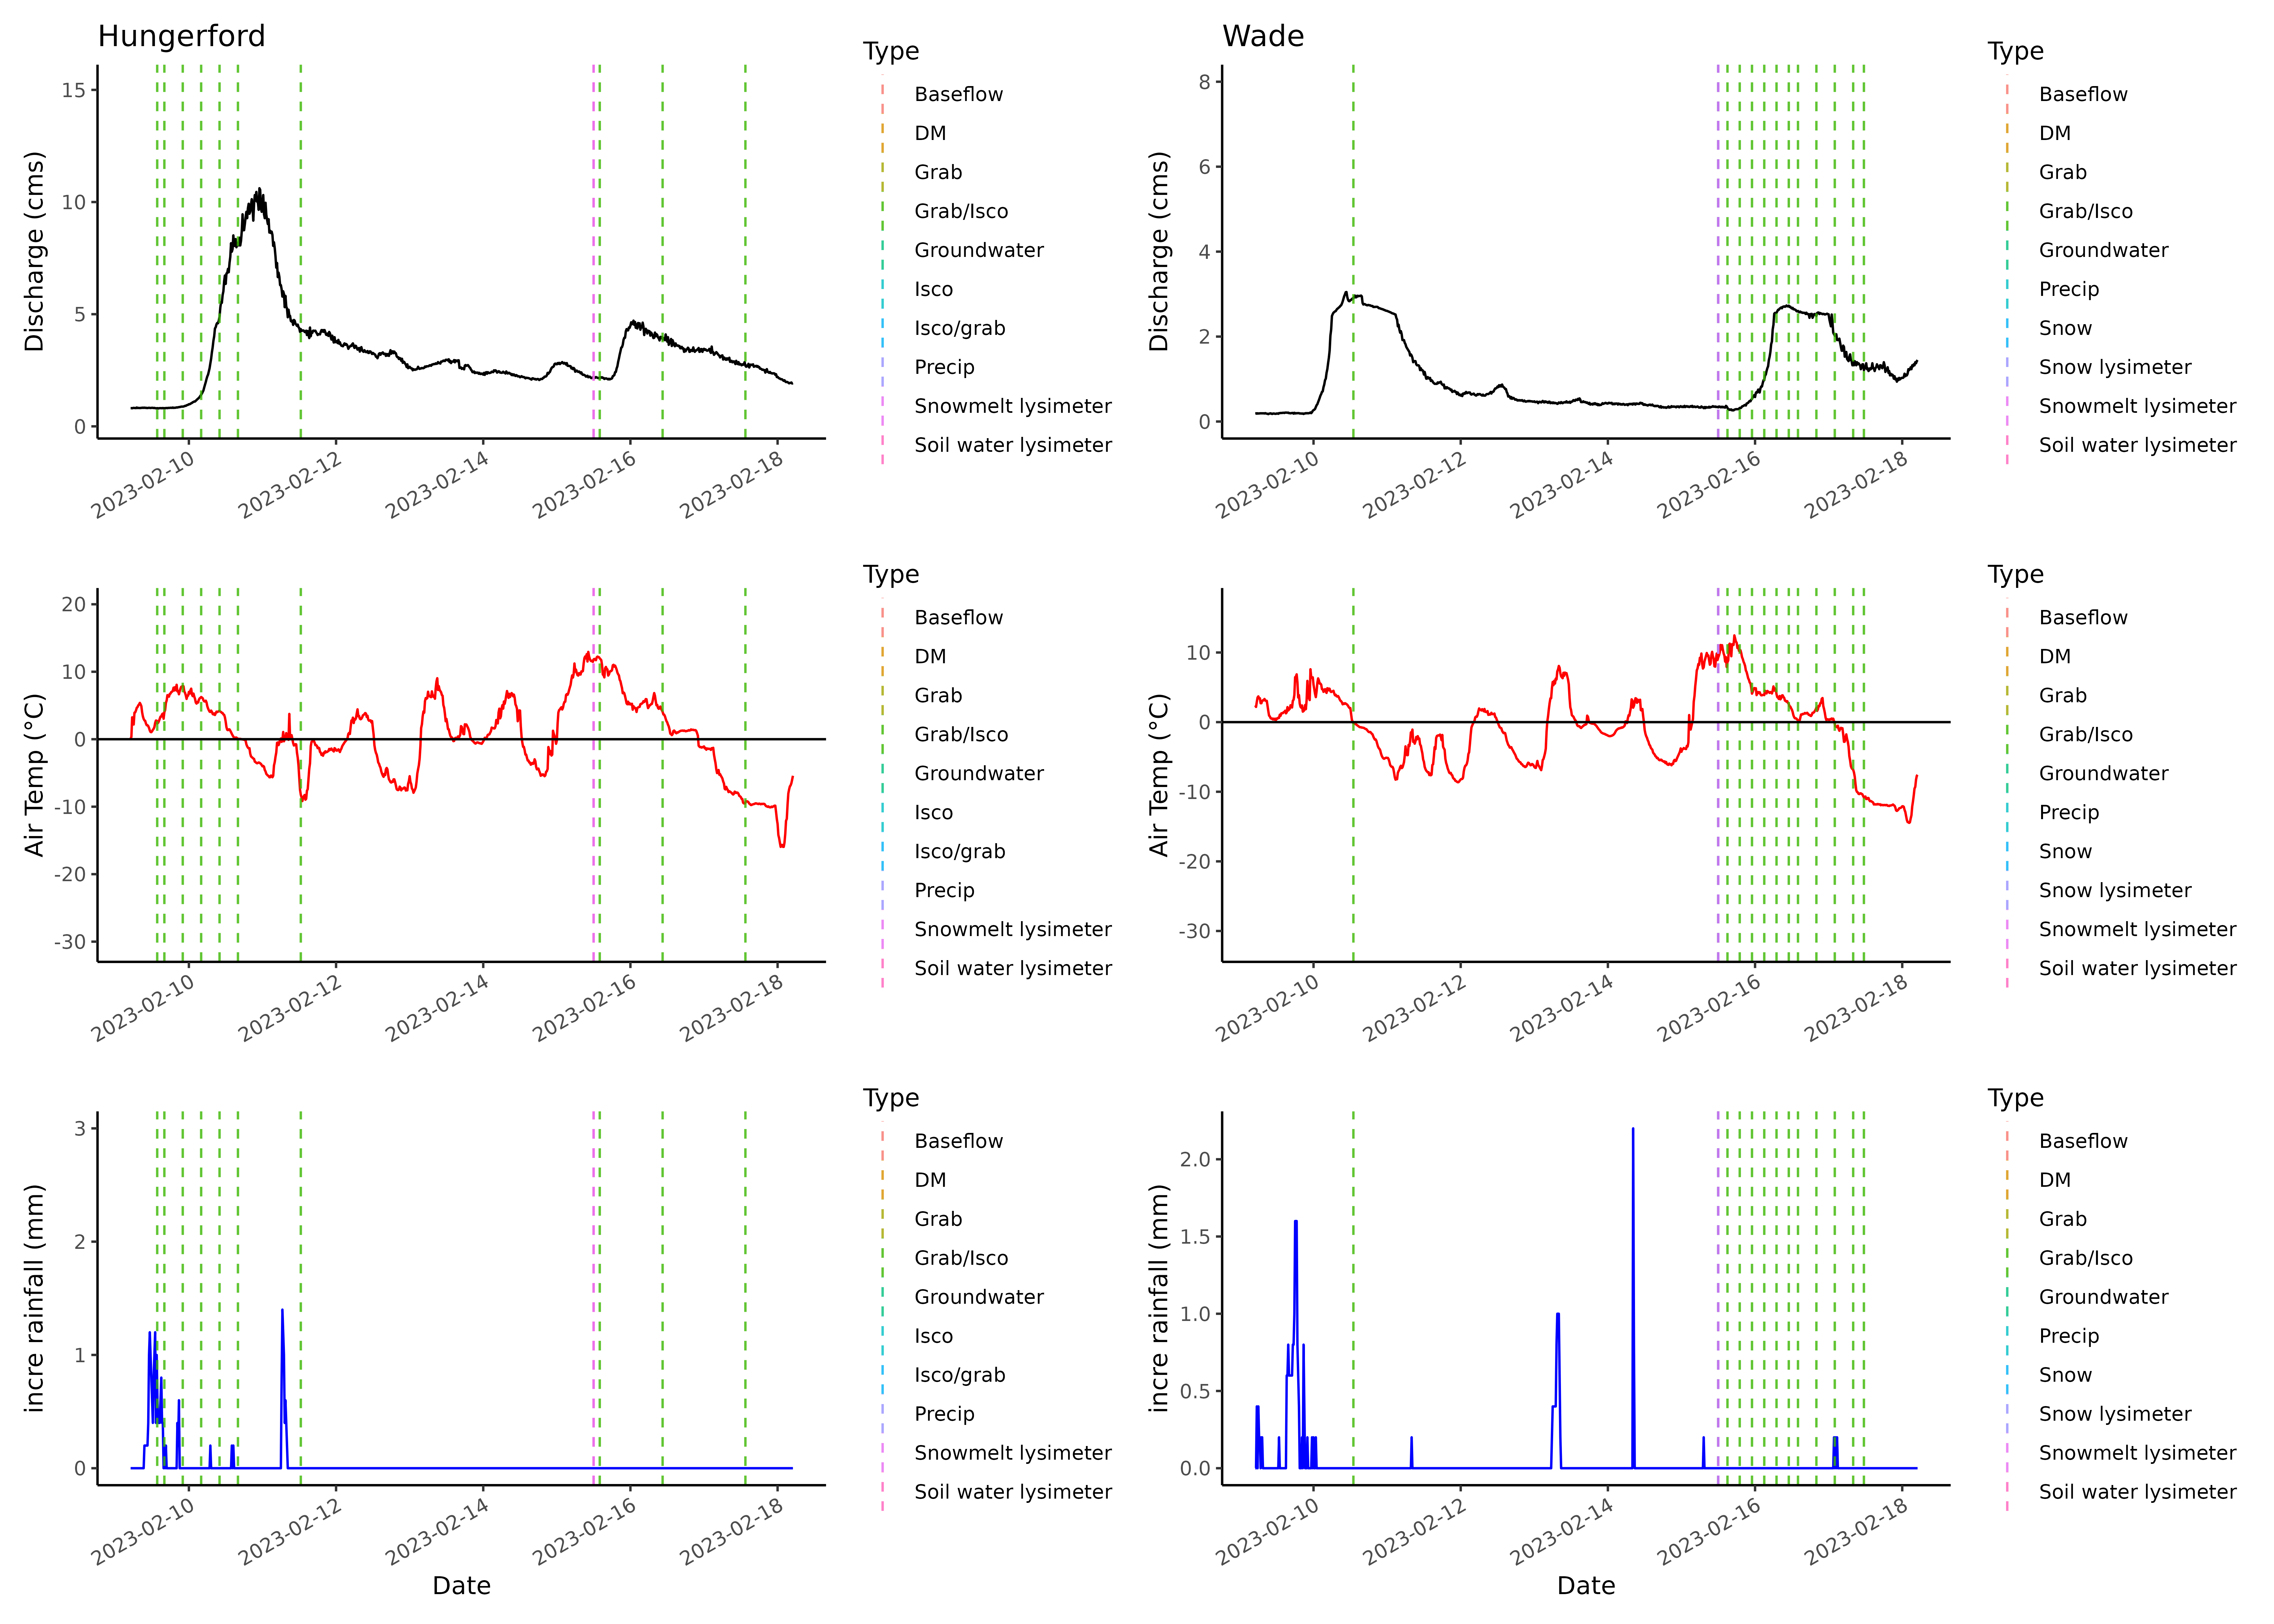 Hungerford
Discharge (cms)
15
10
5
0
2023-02-10
2023-02-12
2023-02-14
2023-02-16
2023-02-18
Type
Baseflow
DM
Grab
Grab/Isco
Groundwater
Isco
Isco/grab
Precip
Snowmelt lysimeter
Soil water lysimeter
Wade
Discharge (cms)
8
6
4
2
0
2023-02-10
2023-02-12
2023-02-14
2023-02-16
2023-02-18
Type
Baseflow
DM
Grab
Grab/Isco
Groundwater
Precip
Snow
Snow lysimeter
Snowmelt lysimeter
Soil water lysimeter
Air Temp (°C)
20
10
0
-10
-20
-30
2023-02-10
2023-02-12
2023-02-14
2023-02-16
2023-02-18
Type
Baseflow
DM
Grab
Grab/Isco
Groundwater
Isco
Isco/grab
Precip
Snowmelt lysimeter
Soil water lysimeter
Air Temp (°C)
10
0
-10
-20
-30
2023-02-10
2023-02-12
2023-02-14
2023-02-16
2023-02-18
Type
Baseflow
DM
Grab
Grab/Isco
Groundwater
Precip
Snow
Snow lysimeter
Snowmelt lysimeter
Soil water lysimeter
incre rainfall (mm)
3
2
1
0
2023-02-10
2023-02-12
2023-02-14
2023-02-16
2023-02-18
Date
Type
Baseflow
DM
Grab
Grab/Isco
Groundwater
Isco
Isco/grab
Precip
Snowmelt lysimeter
Soil water lysimeter
incre rainfall (mm)
2.0
1.5
1.0
0.5
0.0
2023-02-10
2023-02-12
2023-02-14
2023-02-16
2023-02-18
Date
Type
Baseflow
DM
Grab
Grab/Isco
Groundwater
Precip
Snow
Snow lysimeter
Snowmelt lysimeter
Soil water lysimeter